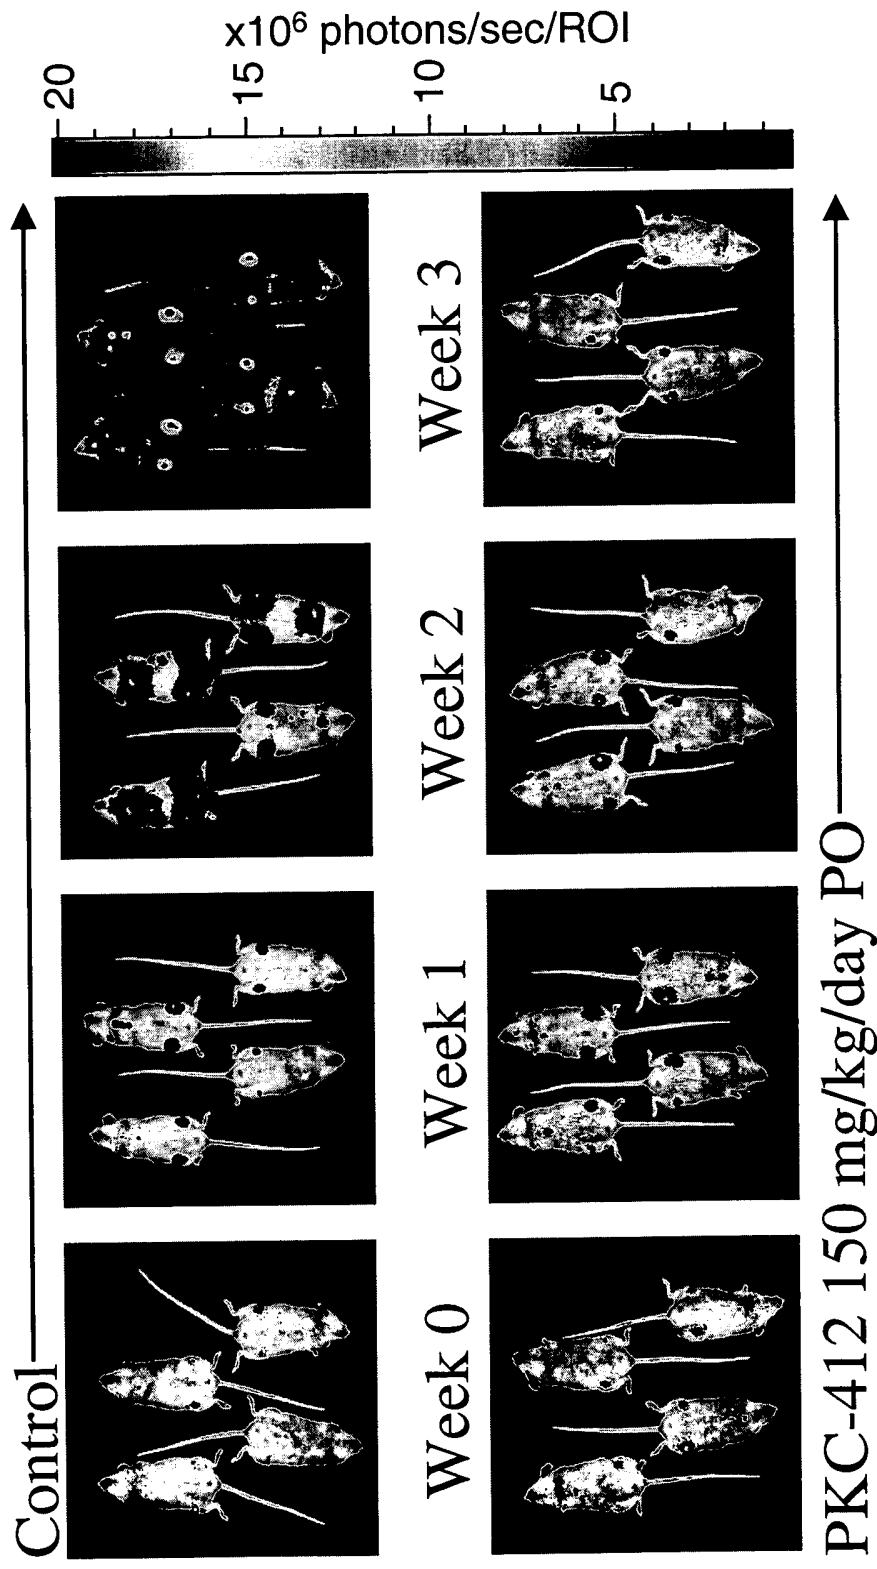 Control
Week 0
Week 1
Week 2
Week 3
PKC-412 150 mg/kg/day PO
20
15
10
5
x10⁶ photons/sec/ROI